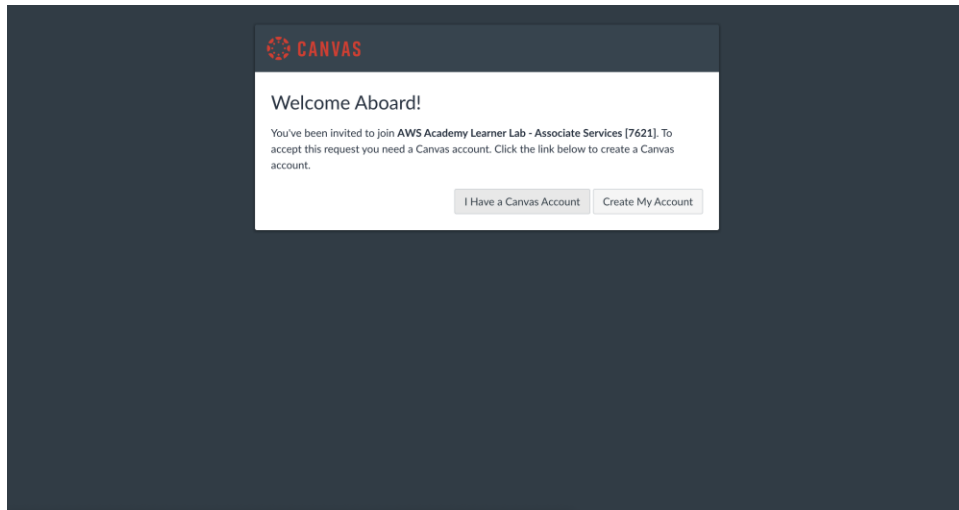 CANVAS
Welcome Aboard!
You've been invited to join AWS Academy Learner Lab - Associate Services [7621]. To
accept this request you need a Canvas account. Click the link below to create a Canvas
account.
I Have a Canvas Account Create My Account